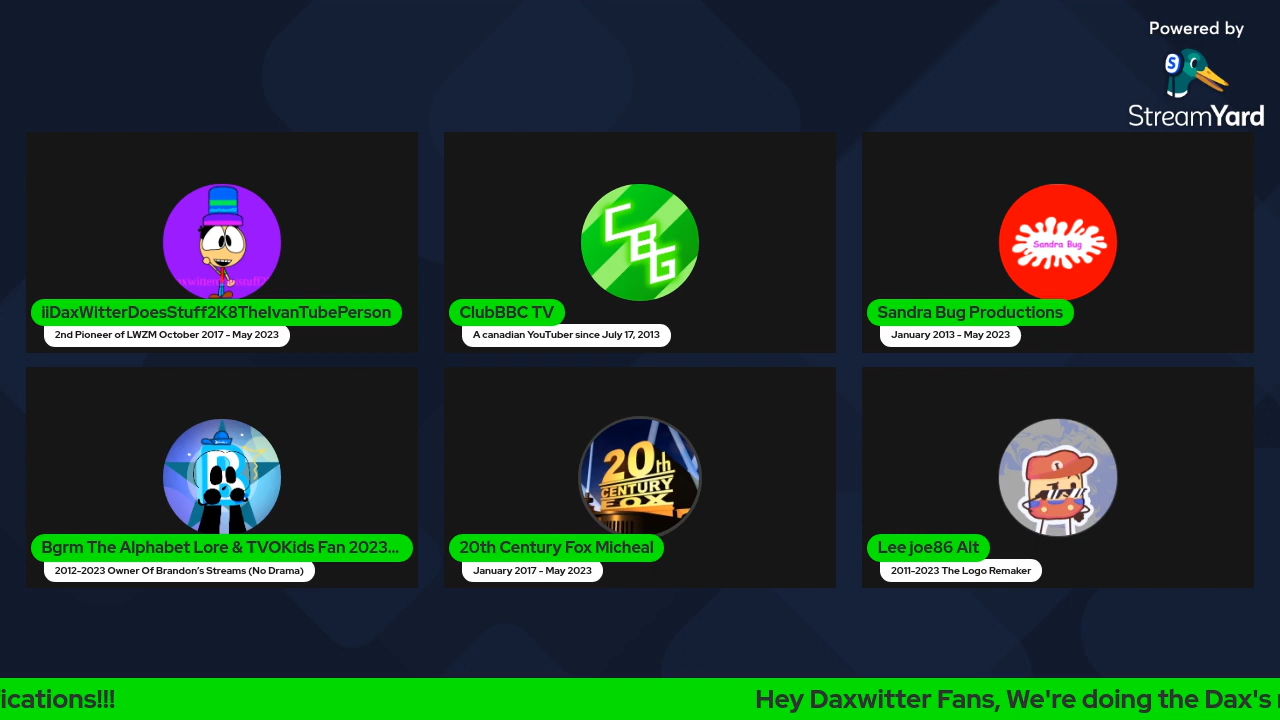 Powered by
StreamYard
CBG
Sandra Bug
iiDaxWitterDoesStuff2K8TheIvanTubePerson
2nd Pioneer of LWZM October 2017 - May 2023
ClubBBC TV
A canadian YouTuber since July 17, 2013
Sandra Bug Productions
January 2013 - May 2023
20th
CENTURY
FOX
Bgrm The Alphabet Lore & TVOKids Fan 2023...
2012-2023 Owner Of Brandon's Streams (No Drama)
20th Century Fox Micheal
January 2017 - May 2023
Lee joe86 Alt
2011-2023 The Logo Remaker
ications!!!
Hey Daxwitter Fans, We're doing the Dax's